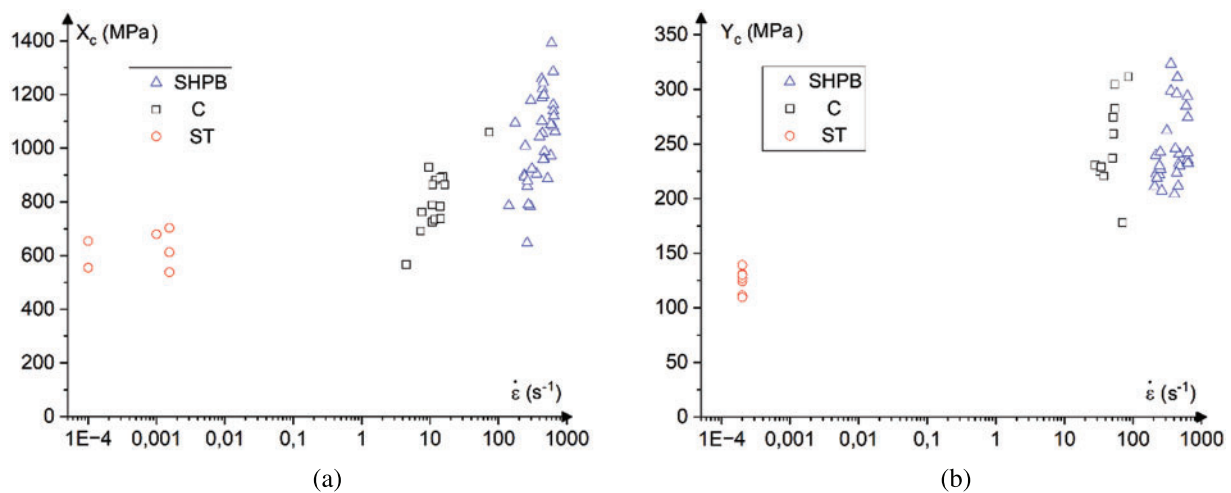 X_c (MPa)
1400
1200
1000
800
600
400
200
0
SHPB
C
ST
ε̇ (s⁻¹)
1E−4 0,001 0,01 0,1 1 10 100 1000
(a)
Y_c (MPa)
350
300
250
200
150
100
50
0
SHPB
C
ST
ε̇ (s⁻¹)
1E−4 0,001 0,01 0,1 1 10 100 1000
(b)